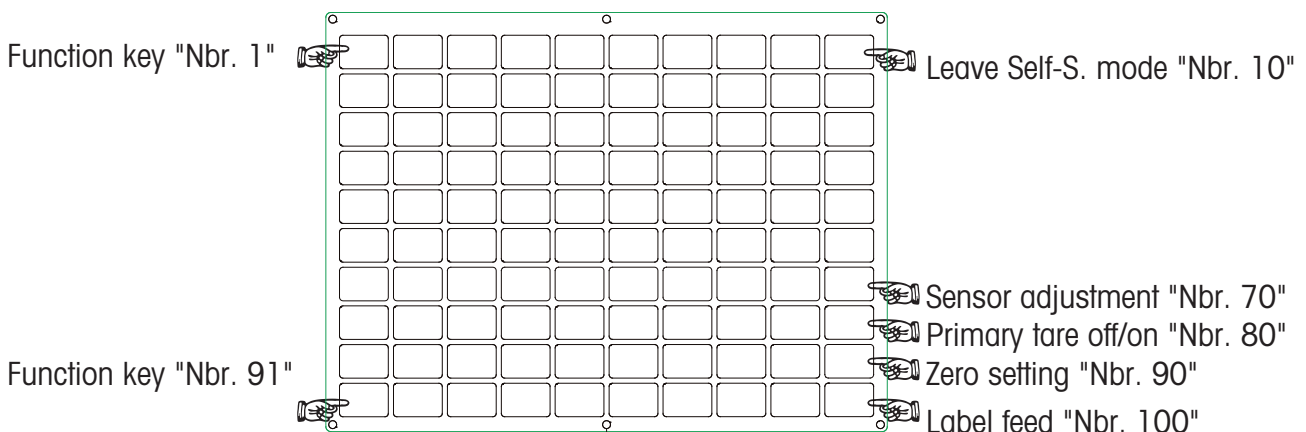 Function key "Nbr. 1"
Leave Self-S. mode "Nbr. 10"
Sensor adjustment "Nbr. 70"
Primary tare off/on "Nbr. 80"
Function key "Nbr. 91"
Zero setting "Nbr. 90"
Label feed "Nbr. 100"